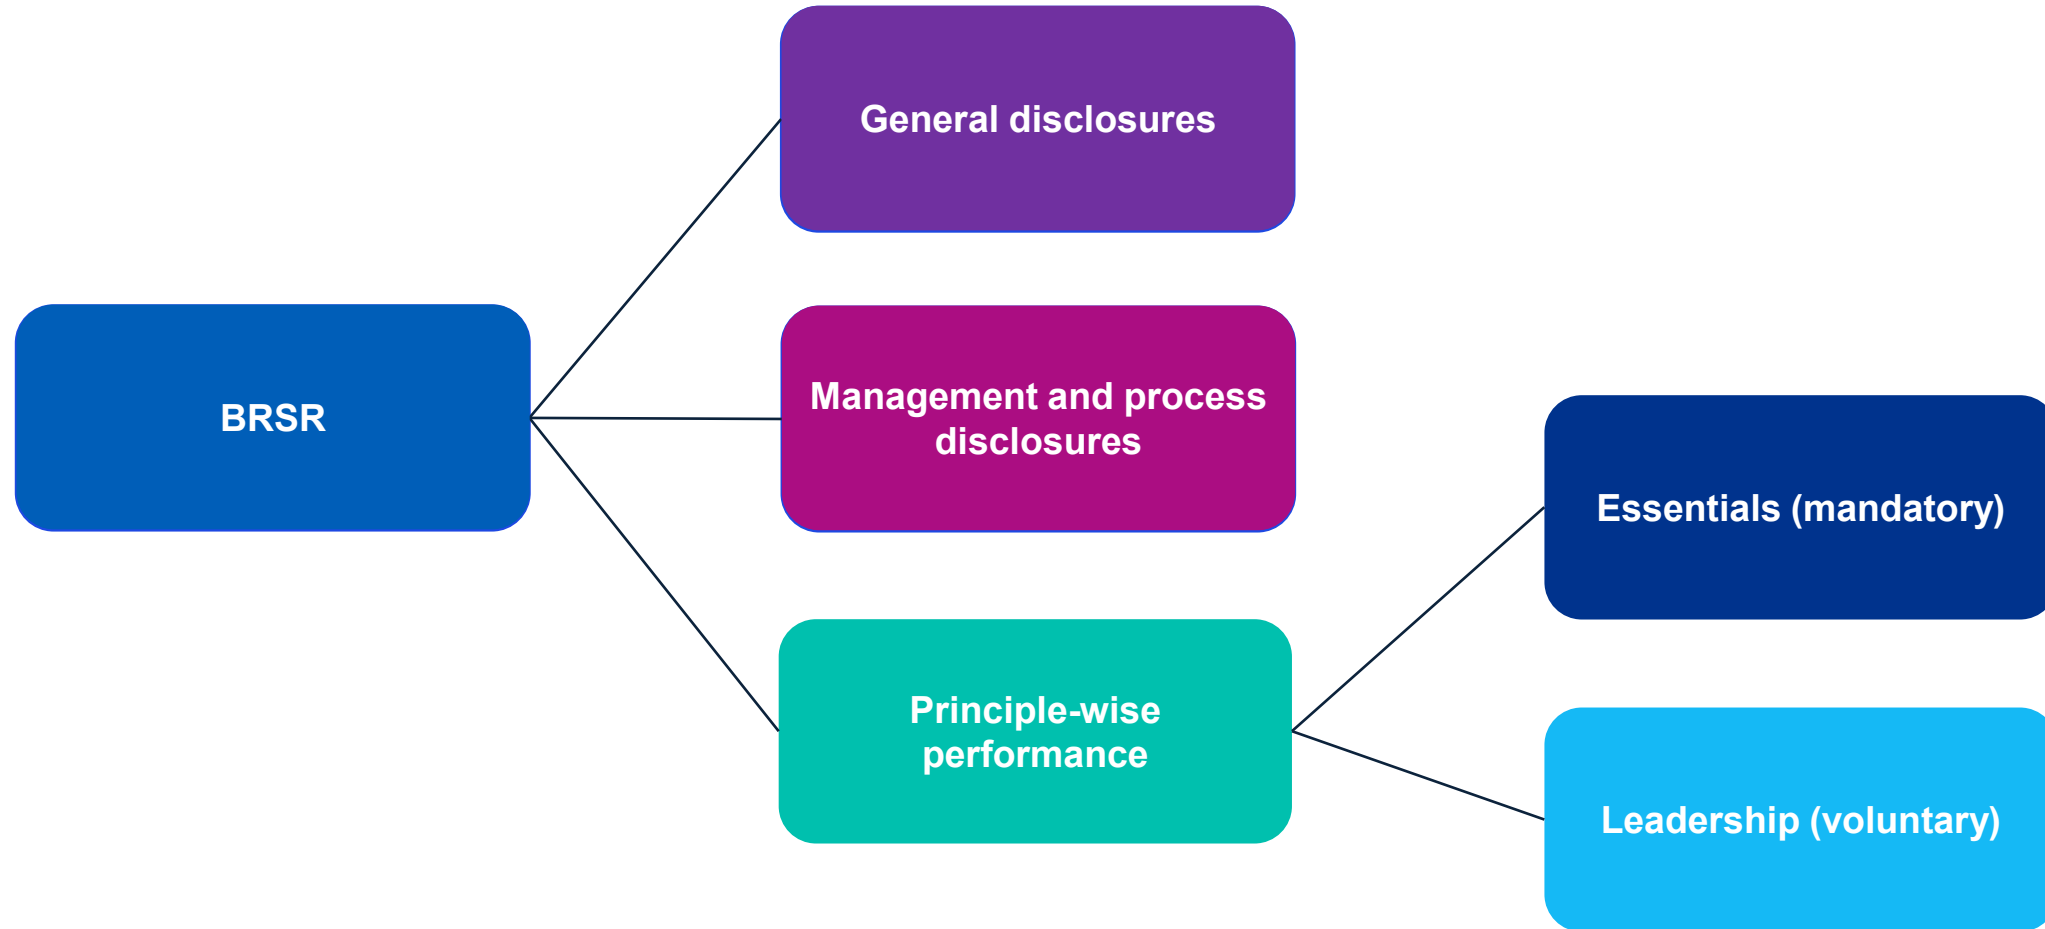 General disclosures
BRSR
Management and process
disclosures
Essentials (mandatory)
Principle-wise
performance
Leadership (voluntary)